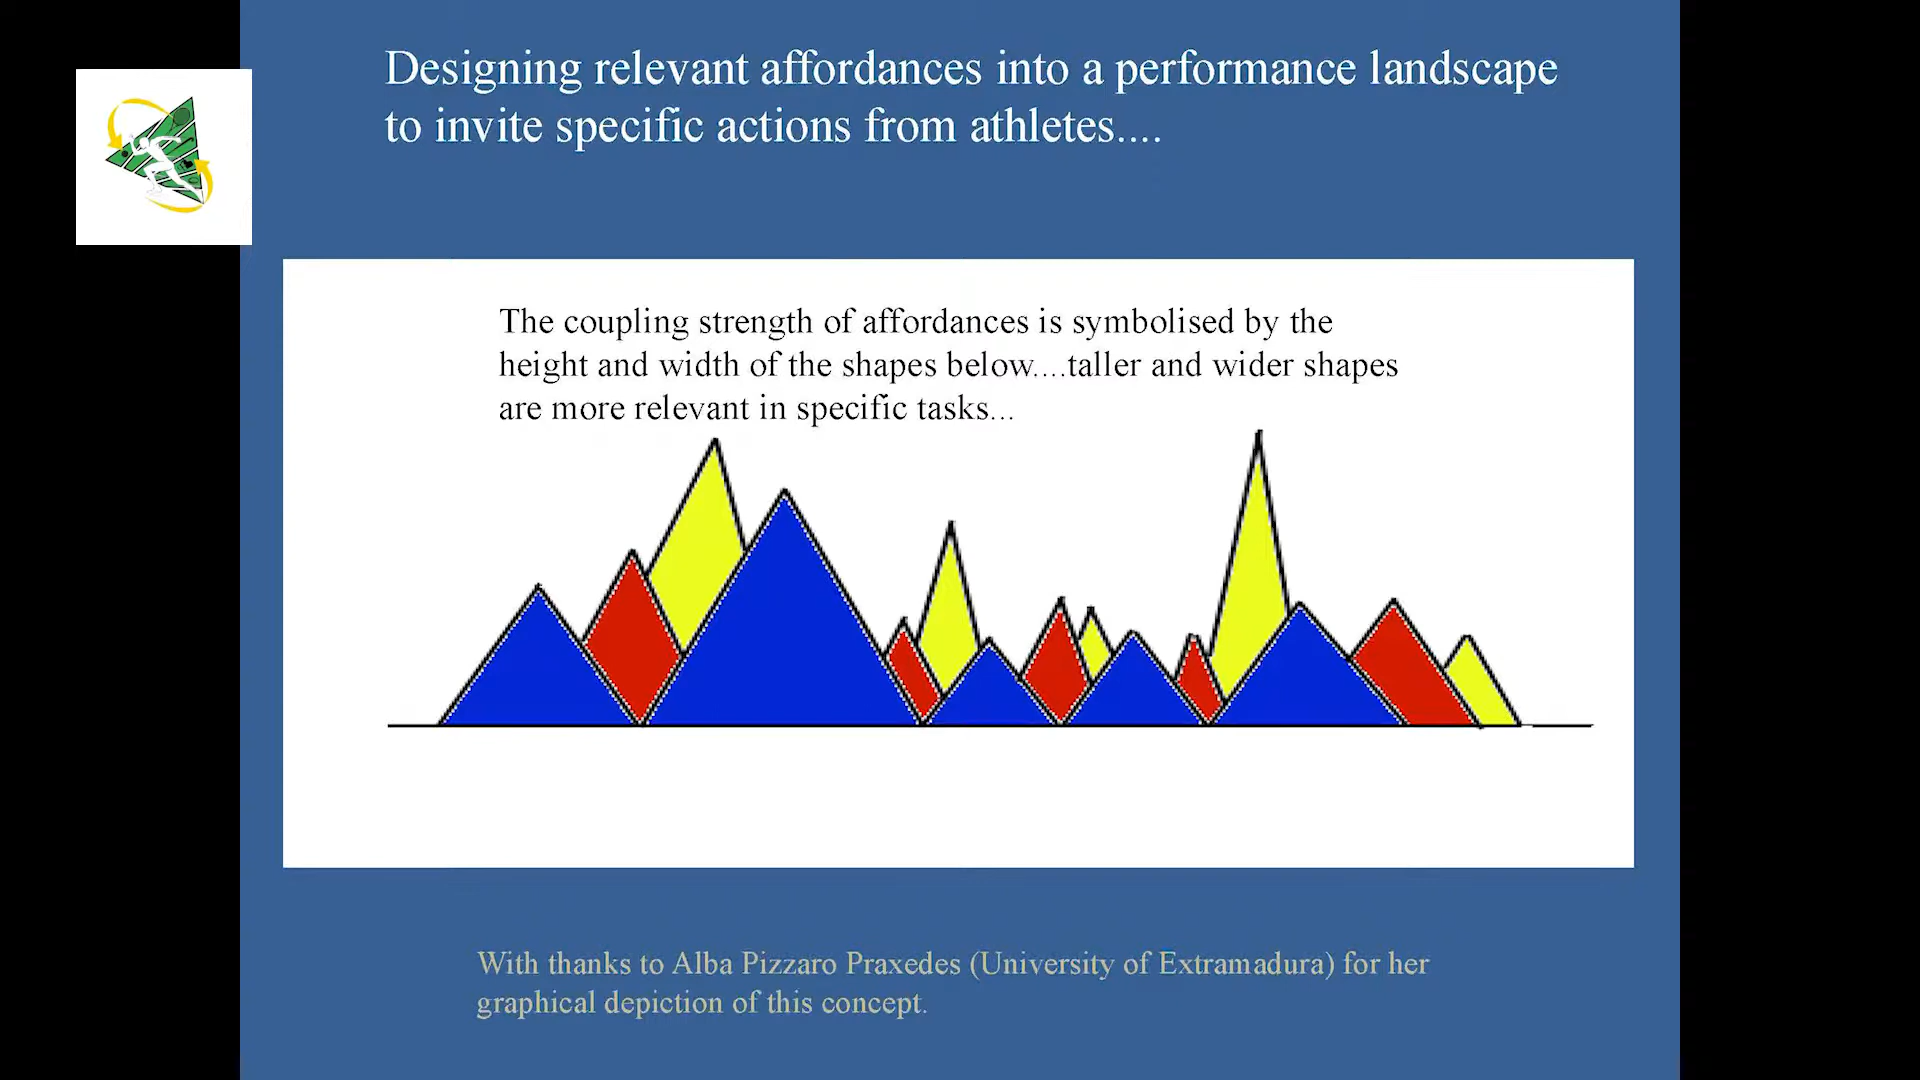 Designing relevant affordances into a performance landscape
to invite specific actions from athletes....
The coupling strength of affordances is symbolised by the
height and width of the shapes below....taller and wider shapes
are more relevant in specific tasks...
With thanks to Alba Pizzaro Praxedes (University of Extramadura) for her
graphical depiction of this concept.